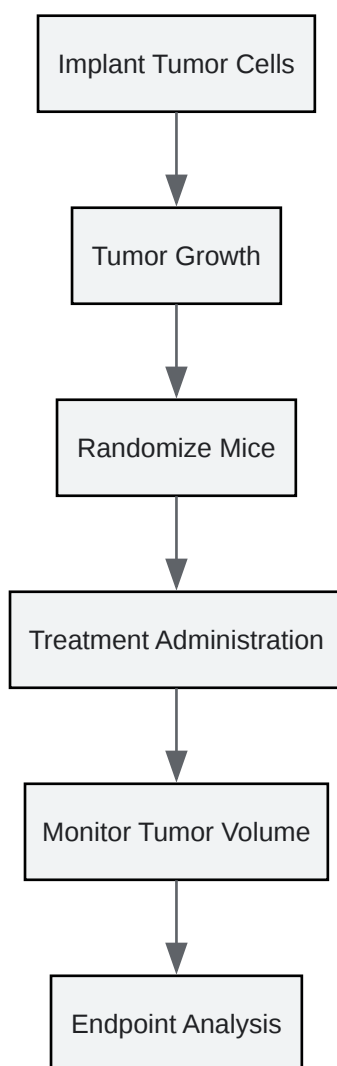 Implant Tumor Cells
Tumor Growth
Randomize Mice
Treatment Administration
Monitor Tumor Volume
Endpoint Analysis